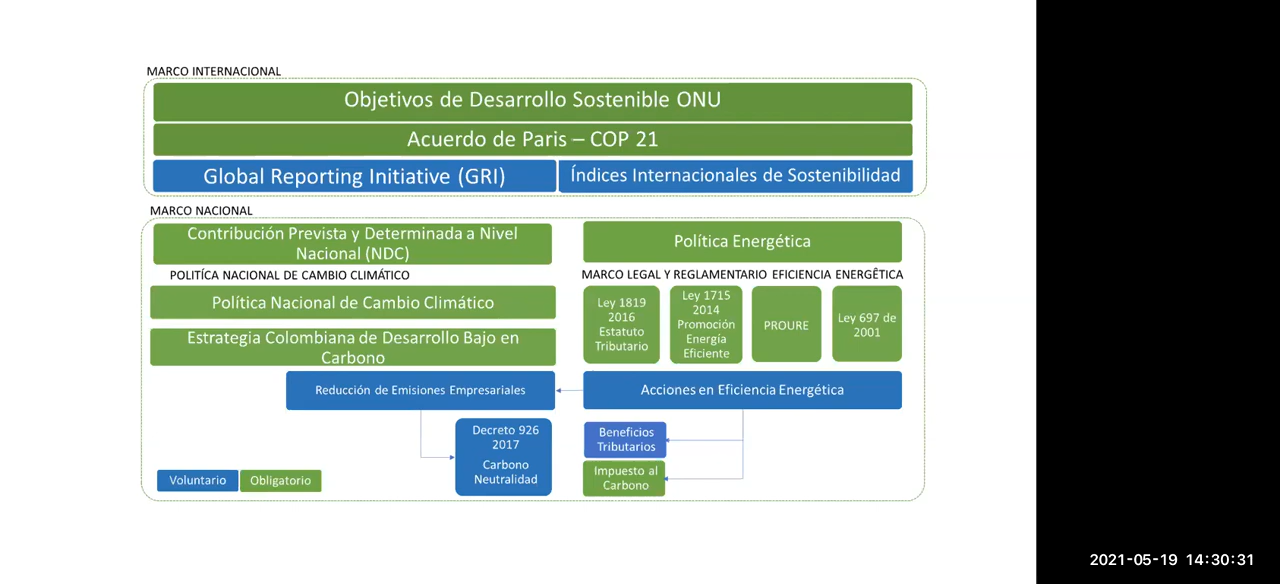 MARCO INTERNACIONAL
Objetivos de Desarrollo Sostenible ONU
Acuerdo de Paris – COP 21
Global Reporting Initiative (GRI)
Índices Internacionales de Sostenibilidad
MARCO NACIONAL
Contribución Prevista y Determinada a Nivel
Nacional (NDC)
POLITÍCA NACIONAL DE CAMBIO CLIMÁTICO
Política Nacional de Cambio Climático
Estrategia Colombiana de Desarrollo Bajo en
Carbono
Reducción de Emisiones Empresariales
Decreto 926
2017
Carbono
Neutralidad
Voluntario
Obligatorio
Política Energética
MARCO LEGAL Y REGLAMENTARIO EFICIENCIA ENERGÊTICA
Ley 1819
2016
Estatuto
Tributario
Ley 1715
2014
Promoción
Energía
Eficiente
PROURE
Ley 697 de
2001
Acciones en Eficiencia Energética
Beneficios
Tributarios
Impuesto al
Carbono
2021-05-19 14:30:31